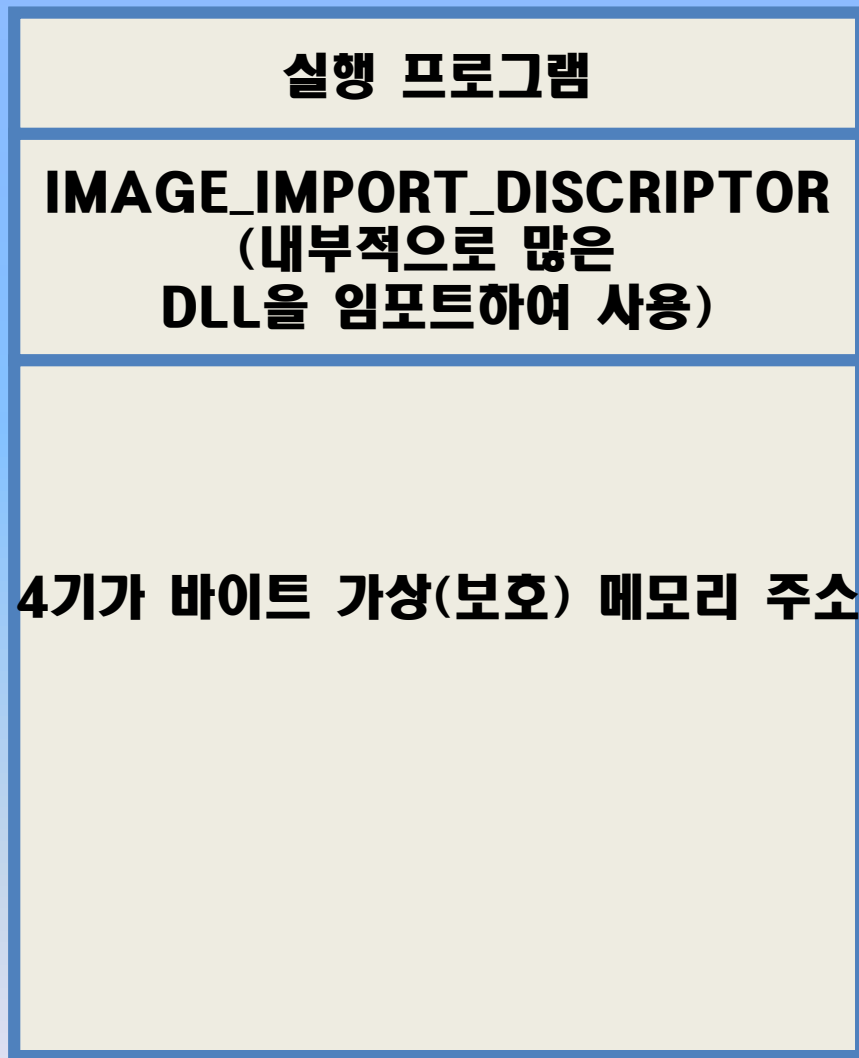 실행 프로그램
IMAGE_IMPORT_DISCRIPTOR
(내부적으로 많은
DLL을 임포트하여 사용)
4기가 바이트 가상(보호) 메모리 주소